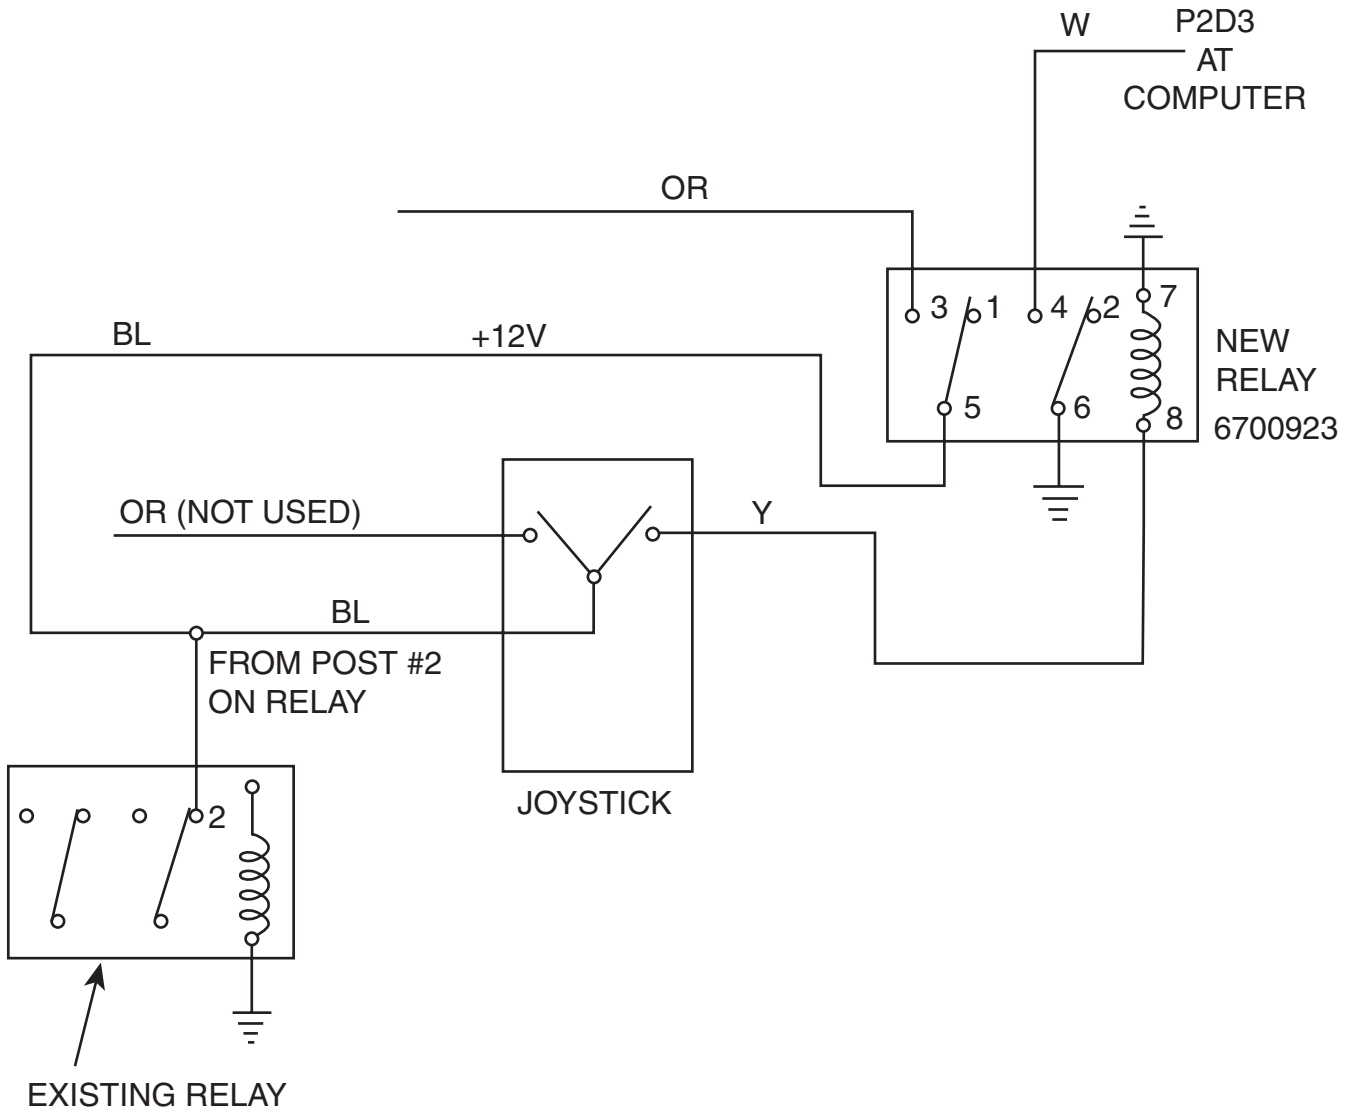 W
P2D3
AT
COMPUTER
OR
3
1
4
2
7
BL
+12V
NEW
RELAY
6700923
5
6
8
OR (NOT USED)
Y
BL
FROM POST #2
ON RELAY
JOYSTICK
2
EXISTING RELAY